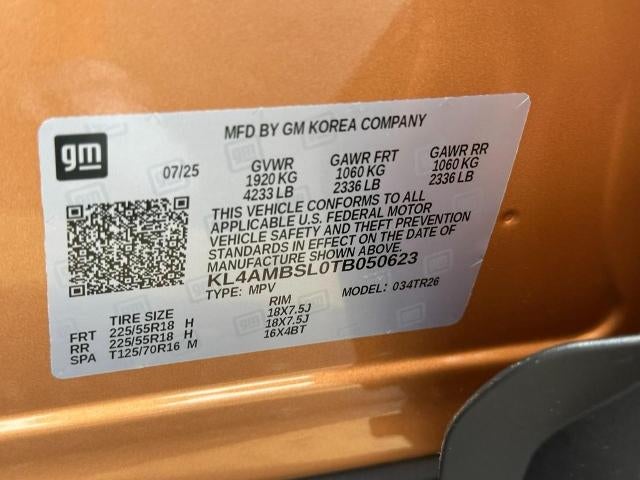 gm
MFD BY GM KOREA COMPANY
07/25 GVWR GAWR FRT GAWR RR
1920 KG 1060 KG 1060 KG
4233 LB 2336 LB 2336 LB
THIS VEHICLE CONFORMS TO ALL
APPLICABLE U.S. FEDERAL MOTOR
VEHICLE SAFETY AND THEFT PREVENTION
STANDARDS IN EFFECT ON THE DATE OF
MANUFACTURE SHOWN ABOVE.
KL4AMBSL0TB050623
TYPE: MPV MODEL: 034TR26
TIRE SIZE RIM
FRT 225/55R18 H 18X7.5J
RR 225/55R18 H 18X7.5J
SPA T125/70R16 M 16X4BT